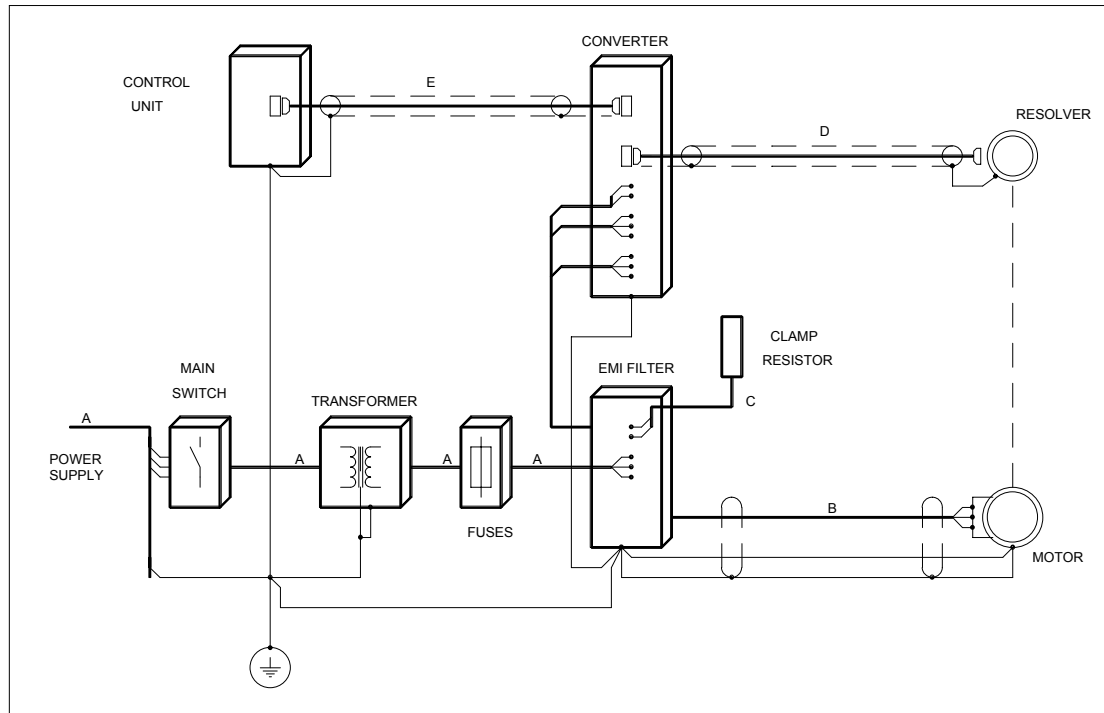 CONVERTER
CONTROL
UNIT
E
RESOLVER
D
CLAMP
RESISTOR
MAIN
SWITCH
EMI FILTER
TRANSFORMER
C
A
POWER
SUPPLY
A
A
A
B
FUSES
MOTOR